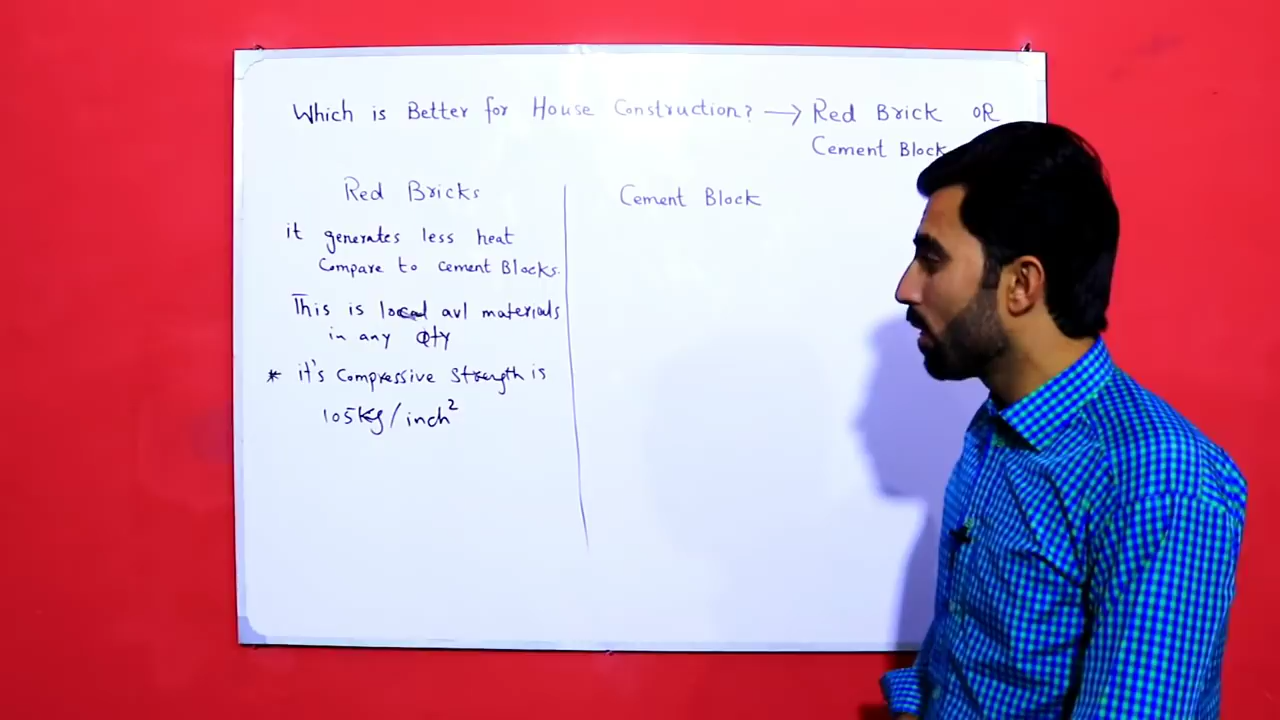 Which is Better for House Construction? → Red Brick OR
Cement Block
Red Bricks
it generates less heat
Compare to cement Blocks.
This is local avl materials
in any Qty
* it's Compressive Strength is
105kg/inch²
Cement Block